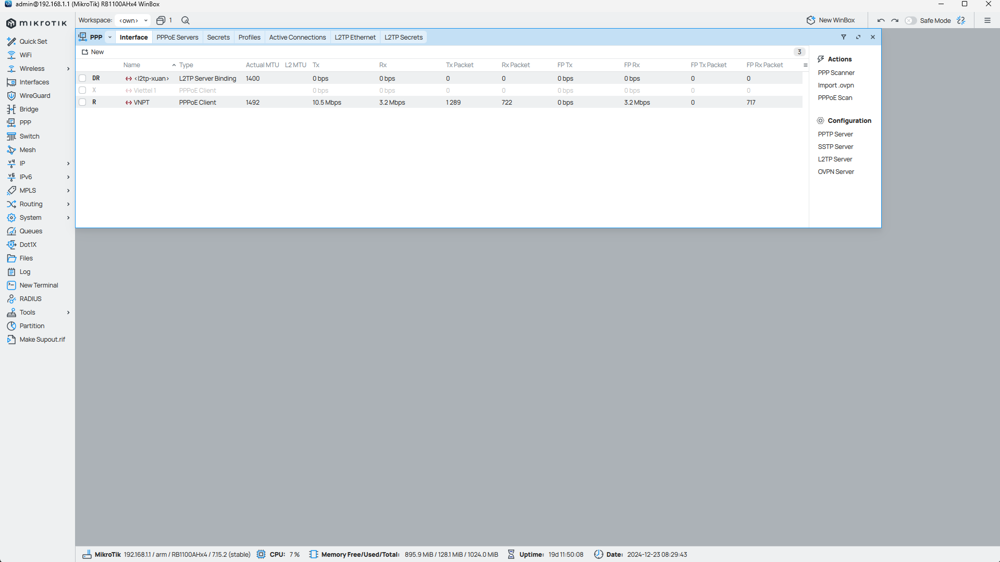 admin@192.168.1.1 (MikroTik) RB1100AHx4 WinBox
MikroTik
Workspace: <own> 1
New WinBox Safe Mode
Quick Set
WiFi
Wireless
Interfaces
WireGuard
Bridge
PPP
Switch
Mesh
IP
IPv6
MPLS
Routing
System
Queues
Dot1X
Files
Log
New Terminal
RADIUS
Tools
Partition
Make Supout.rif
PPP Interface PPPoE Servers Secrets Profiles Active Connections L2TP Ethernet L2TP Secrets
New 3
Name Type Actual MTU L2 MTU Tx Rx Tx Packet Rx Packet FP Tx FP Rx FP Tx Packet FP Rx Packet
DR <l2tp-xuan> L2TP Server Binding 1400 0 bps 0 bps 0 0 0 bps 0 bps 0 0
X Viettel 1 PPPoE Client 0 bps 0 bps 0 0 0 bps 0 bps 0 0
R VNPT PPPoE Client 1492 10.5 Mbps 3.2 Mbps 1 289 722 0 bps 3.2 Mbps 0 717
Actions
PPP Scanner
Import .ovpn
PPPoE Scan
Configuration
PPTP Server
SSTP Server
L2TP Server
OVPN Server
MikroTik 192.168.1.1 / arm / RB1100AHx4 / 7.15.2 (stable) CPU: 7 % Memory Free/Used/Total: 895.9 MiB / 128.1 MiB / 1024.0 MiB Uptime: 19d 11:50:08 Date: 2024-12-23 08:29:43